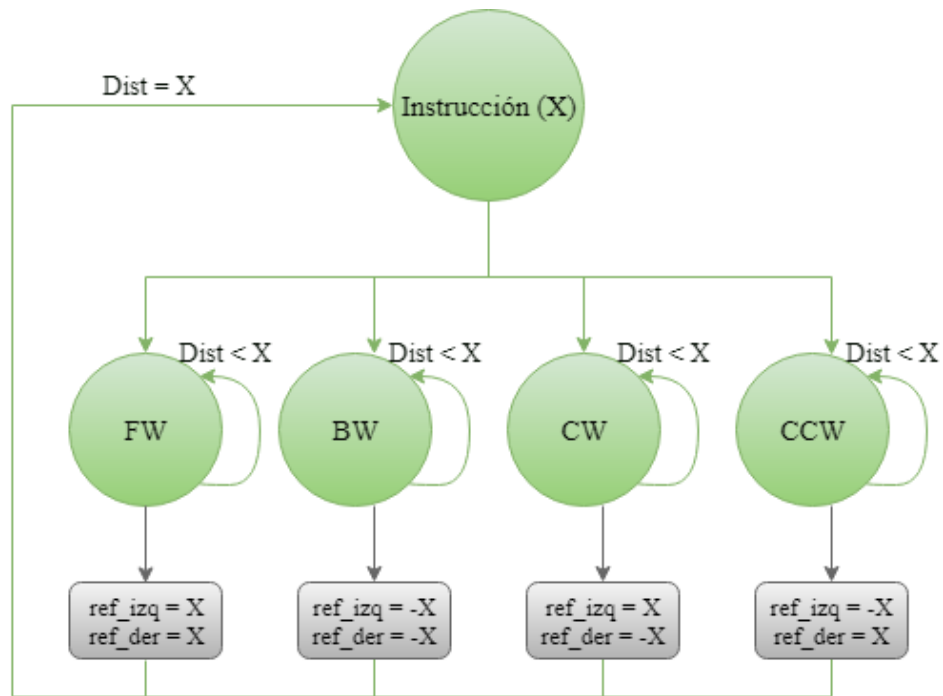 Dist = X
Instrucción (X)
Dist < X
Dist < X
Dist < X
Dist < X
FW
BW
CW
CCW
ref_izq = X
ref_der = X
ref_izq = -X
ref_der = -X
ref_izq = X
ref_der = -X
ref_izq = -X
ref_der = X